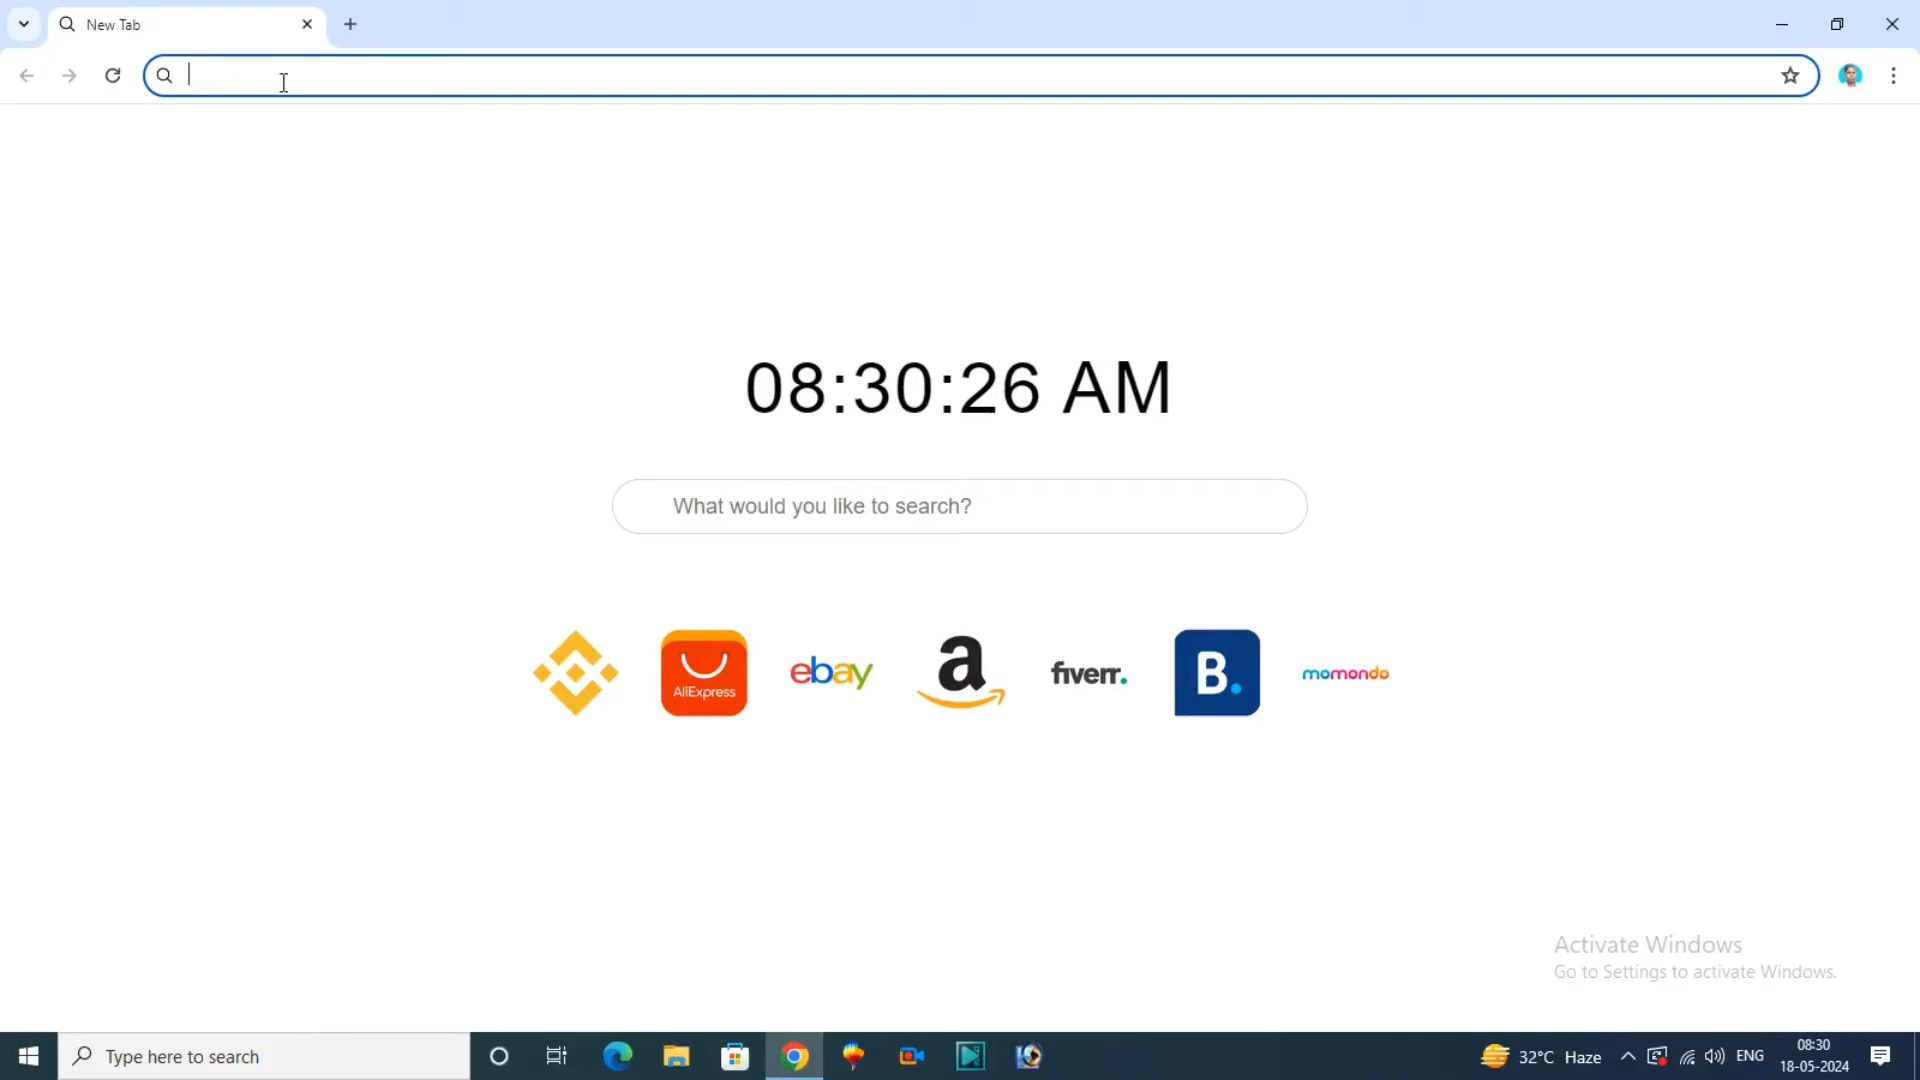 New Tab
08:30:26 AM
What would you like to search?
AliExpress
ebay
a
fiverr.
B.
momondo
Activate Windows
Go to Settings to activate Windows.
Type here to search
32°C Haze
ENG
08:30
18-05-2024